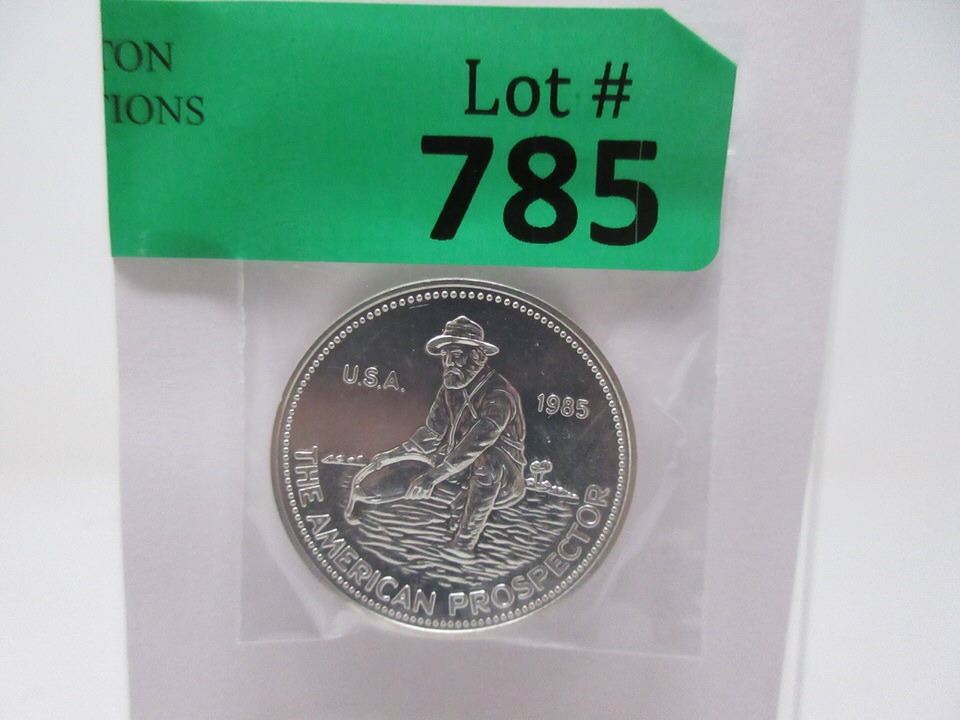 TON
TIONS
Lot #
785
U.S.A.
1985
THE AMERICAN PROSPECTOR